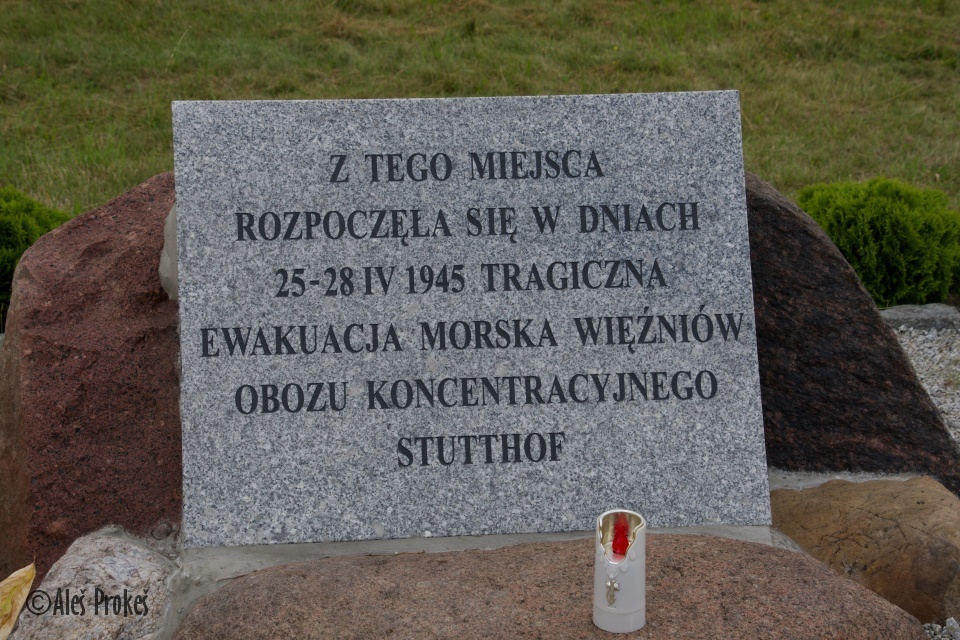 Z TEGO MIEJSCA
ROZPOCZĘŁA SIĘ W DNIACH
25-28 IV 1945 TRAGICZNA
EWAKUACJA MORSKA WIĘŹNIÓW
OBOZU KONCENTRACYJNEGO
STUTTHOF
©Aleš Prokeš